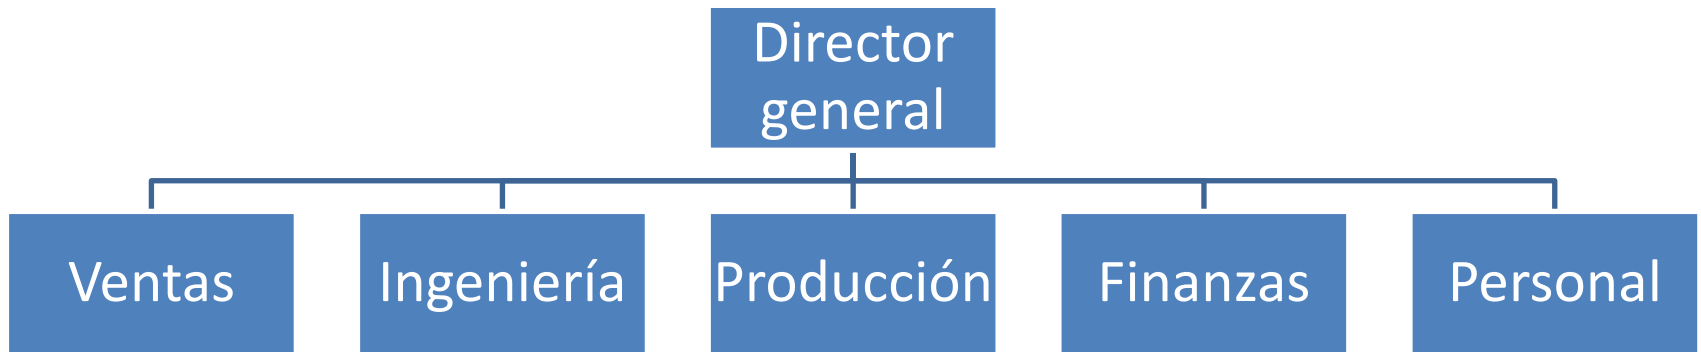 Director
general
Ventas
Ingeniería
Producción
Finanzas
Personal